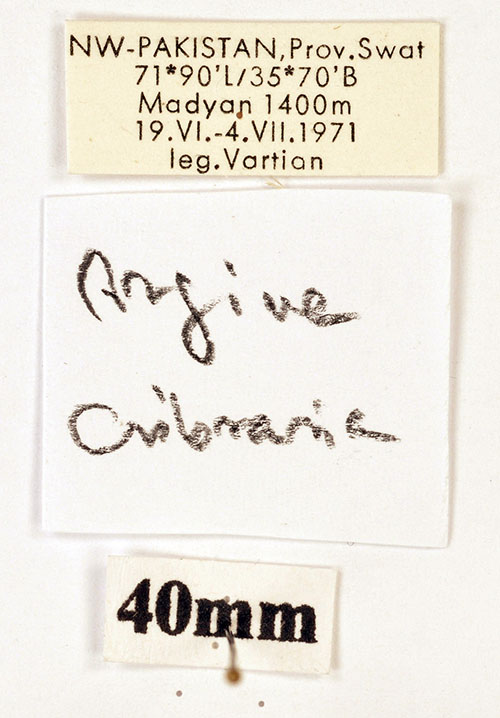 NW-PAKISTAN,Prov.Swat
71*90'L/35*70'B
Madyan 1400m
19.VI.-4.VII.1971
leg.Vartian
Argina
Cribraria
40mm